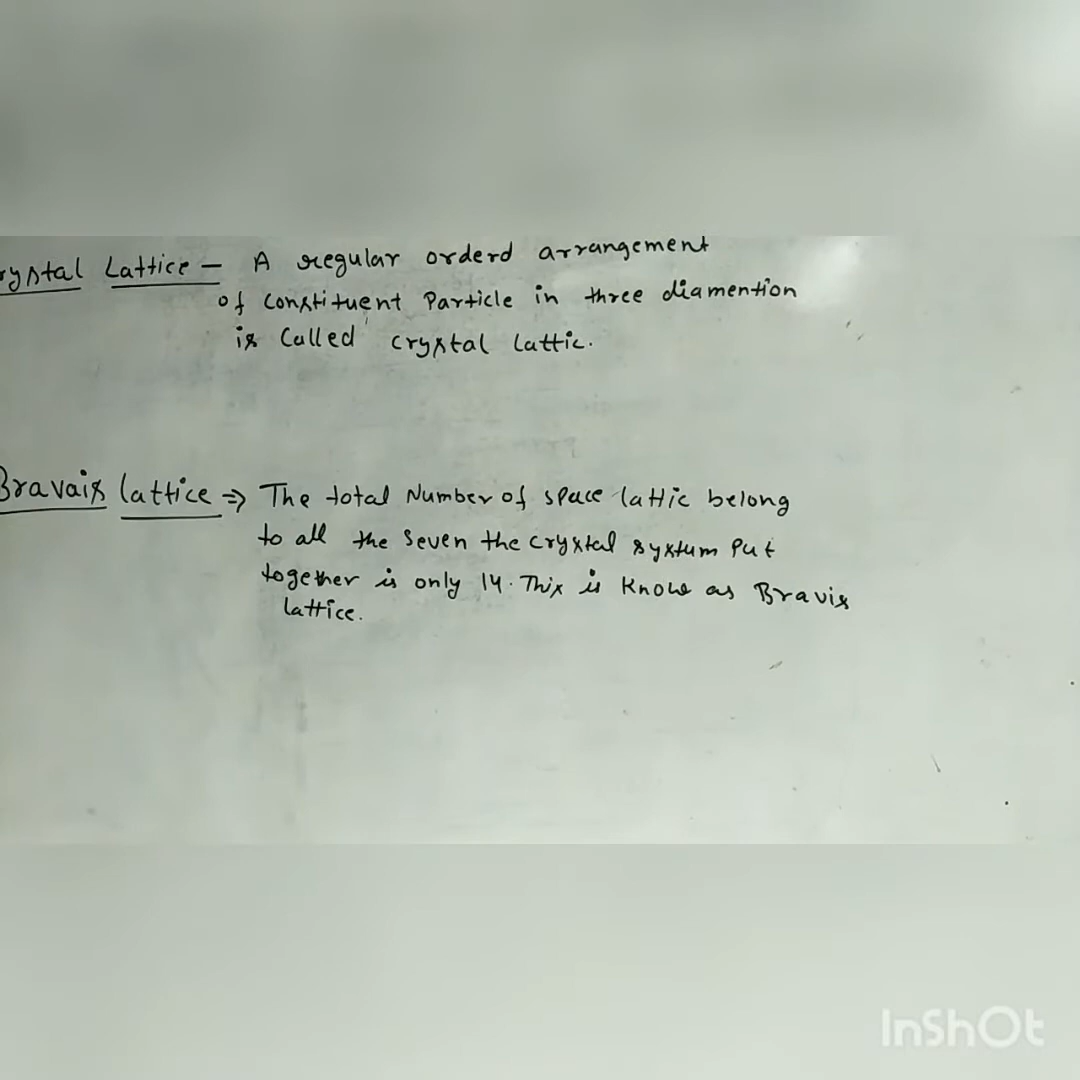 rystal Lattice – A regular orderd arrangement
of constituent Particle in three diamention
is Called crystal Lattic.
Bravais lattice ⇒ The total Number of space lattic belong
to all the seven the crystal systum Put
together is only 14. This is Know as Bravis
lattice.
InShOt